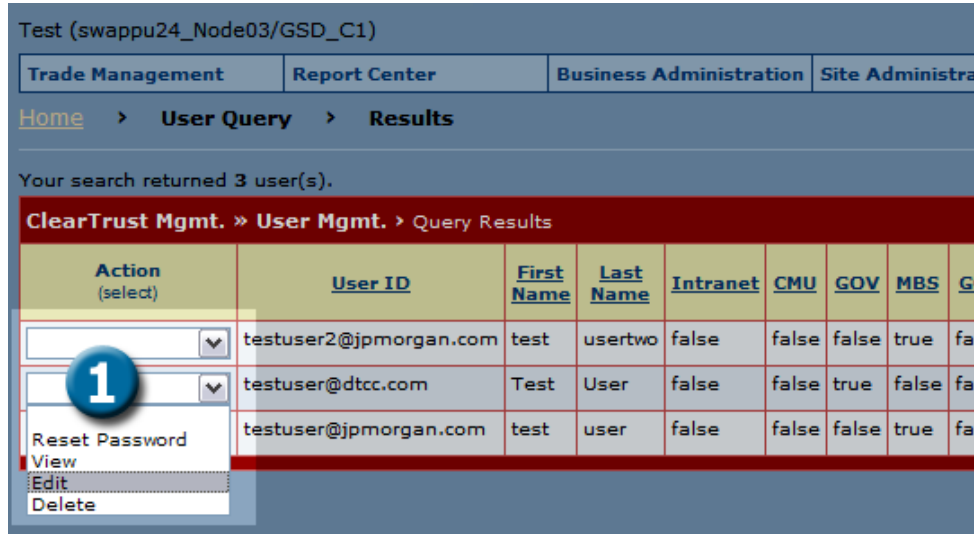 Test (swappu24_Node03/GSD_C1)
Trade Management Report Center Business Administration Site Administra
Home > User Query > Results
Your search returned 3 user(s).
ClearTrust Mgmt. » User Mgmt. > Query Results
Action (select) User ID First Name Last Name Intranet CMU GOV MBS G
testuser2@jpmorgan.com test usertwo false false false true fa
1 testuser@dtcc.com Test User false false true false fa
testuser@jpmorgan.com test user false false false true fa
Reset Password
View
Edit
Delete